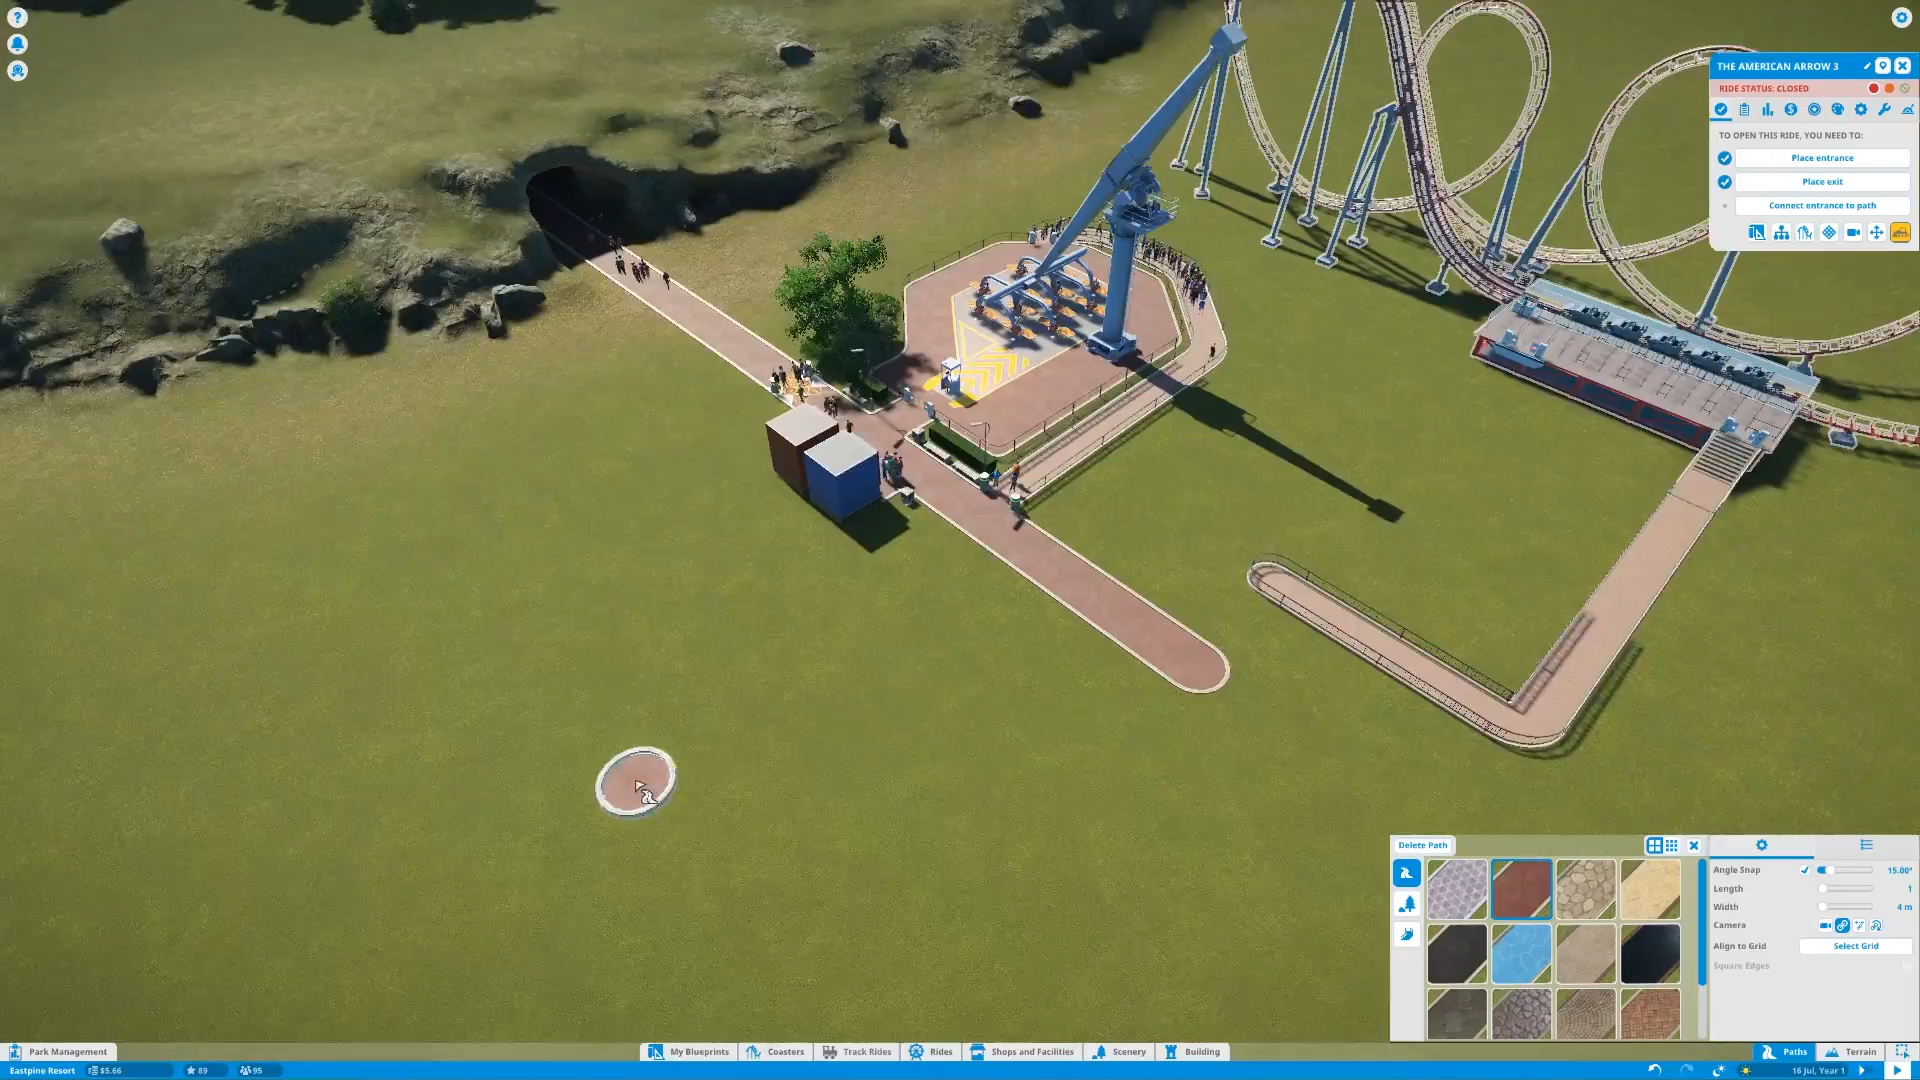 ?
THE AMERICAN ARROW 3
RIDE STATUS: CLOSED
TO OPEN THIS RIDE, YOU NEED TO:
Place entrance
Place exit
Connect entrance to path
Delete Path
Angle Snap 15.00°
Length 1
Width 4 m
Camera
Align to Grid Select Grid
Square Edges
Park Management My Blueprints Coasters Track Rides Rides Shops and Facilities Scenery Building Paths Terrain
Eastpine Resort $5.66 89 95 16 Jul, Year 1